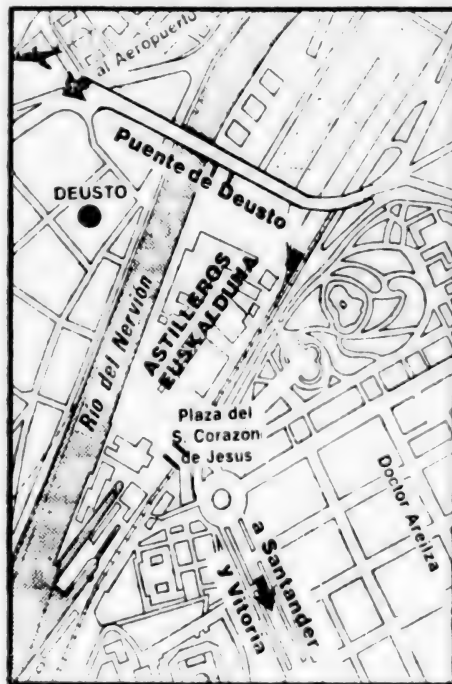 al Aeropuerto
Puente de Deusto
DEUSTO
Rio del Nervión
ASTILLEROS
EUSKALDUNA
Plaza del
S. Corazon
de Jesus
Doctor Areilza
a Santander
y Vitoria